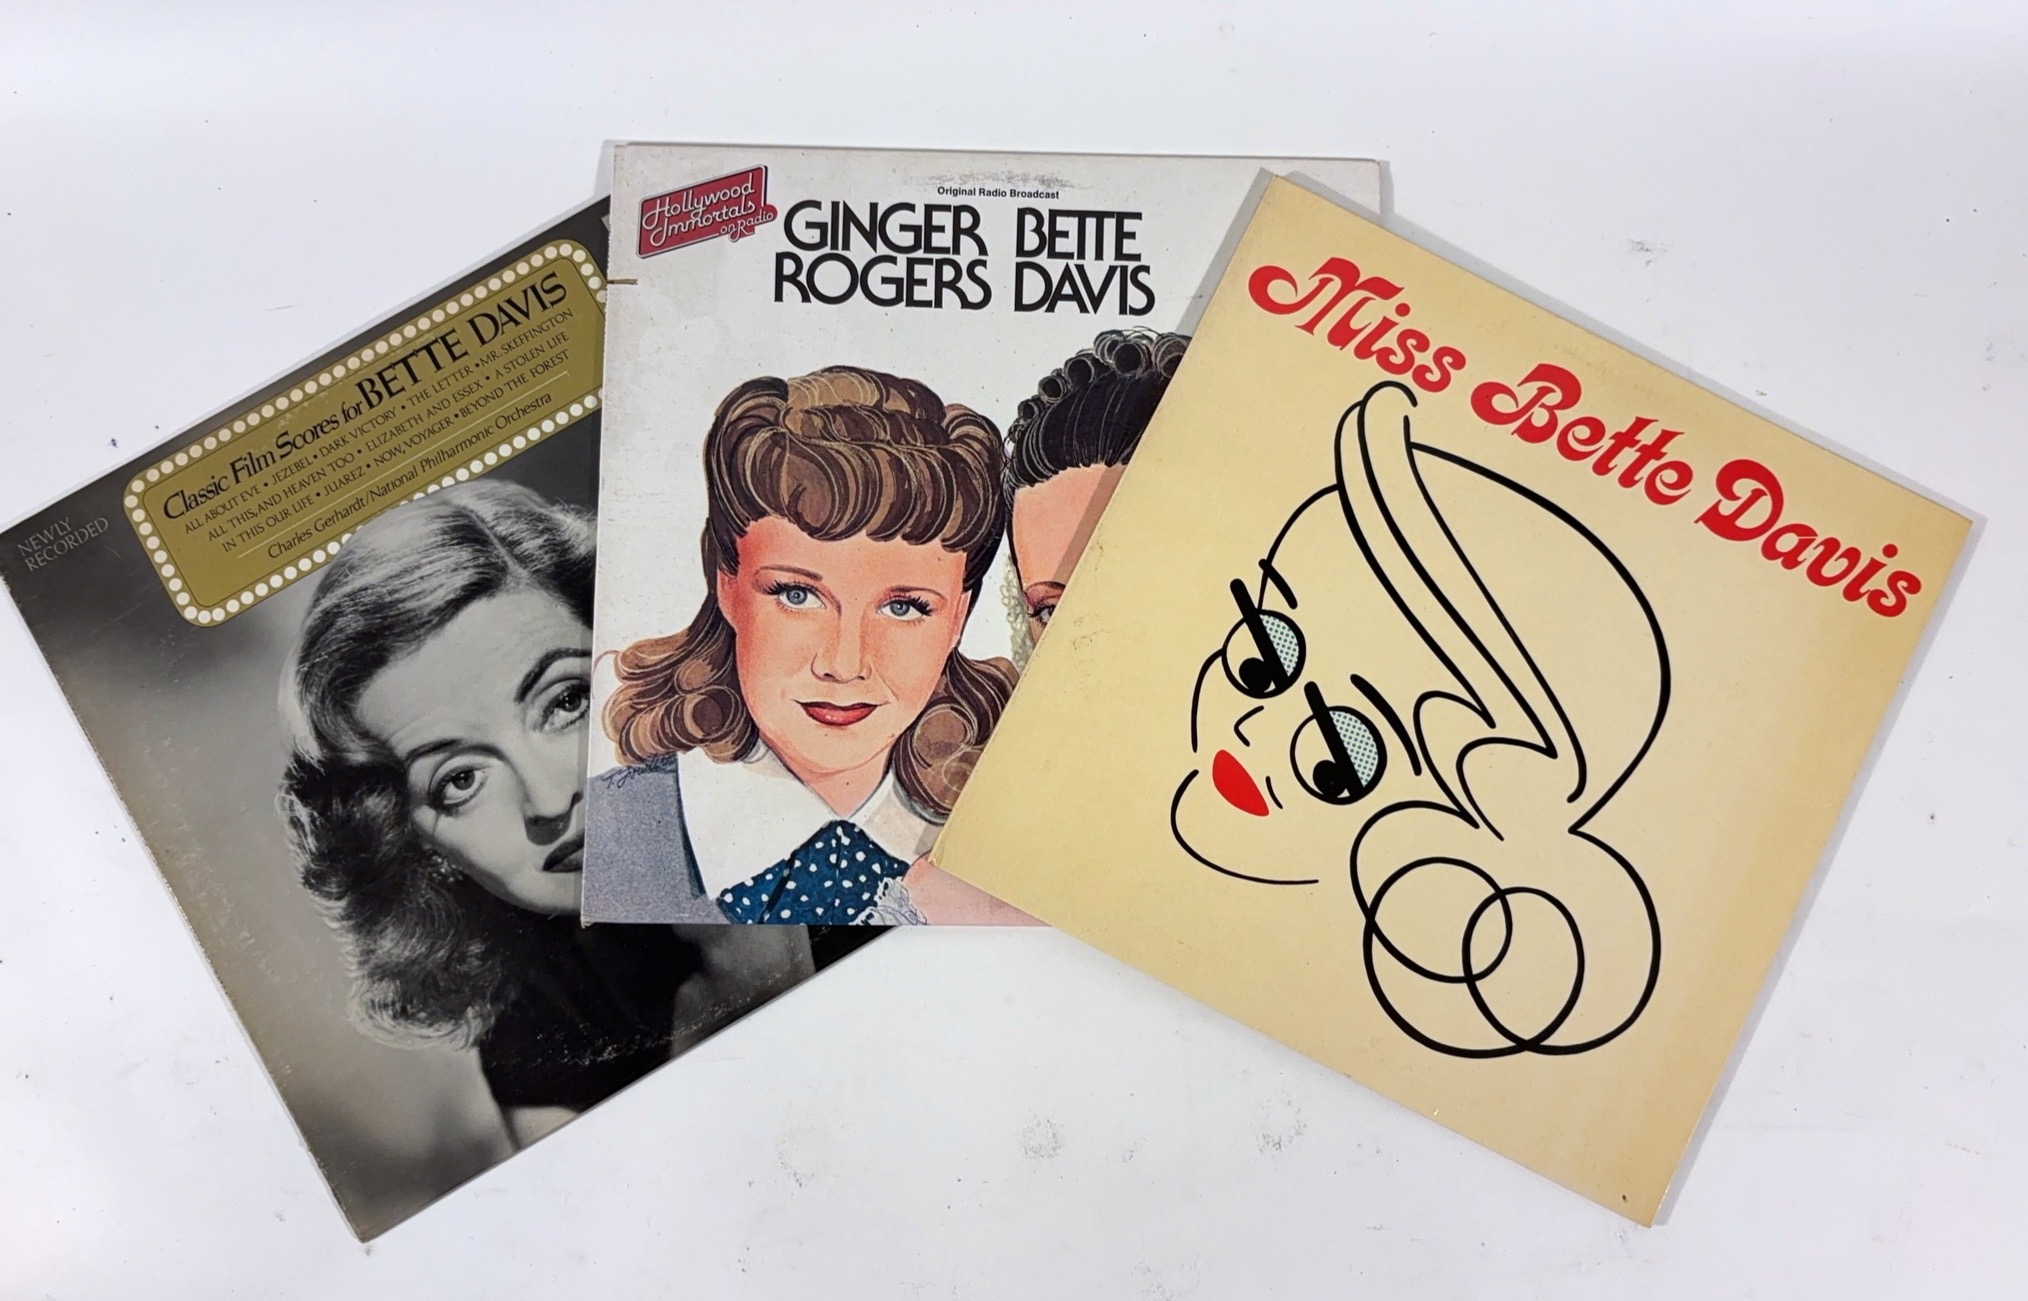 NEWLY
RECORDED
Classic Film Scores for BETTE DAVIS
ALL ABOUT EVE • JEZEBEL • DARK VICTORY • THE LETTER • MR. SKEFFINGTON
ALL THIS, AND HEAVEN TOO • ELIZABETH AND ESSEX • A STOLEN LIFE
IN THIS OUR LIFE • JUAREZ • NOW, VOYAGER • BEYOND THE FOREST
Charles Gerhardt/National Philharmonic Orchestra
Hollywood
Immortals
on Radio
Original Radio Broadcast
GINGER BETTE
ROGERS DAVIS
Miss Bette Davis